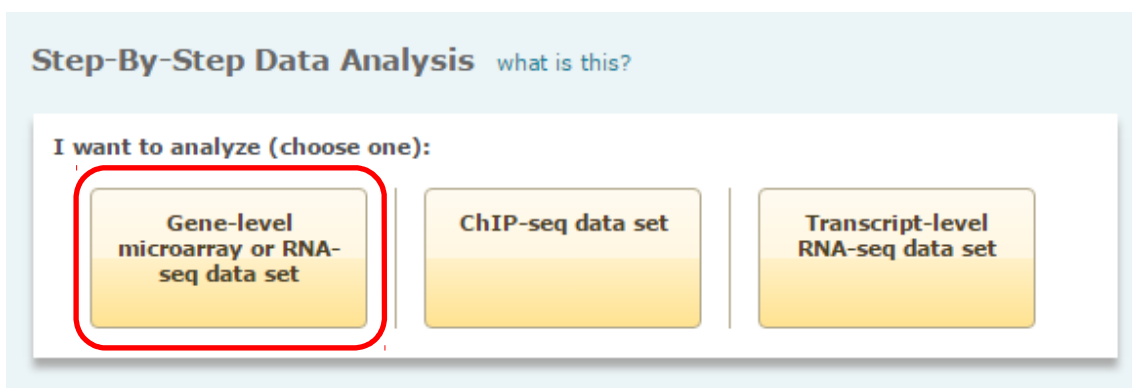 Step-By-Step Data Analysis what is this?
I want to analyze (choose one):
Gene-level
microarray or RNA-
seq data set
ChIP-seq data set
Transcript-level
RNA-seq data set